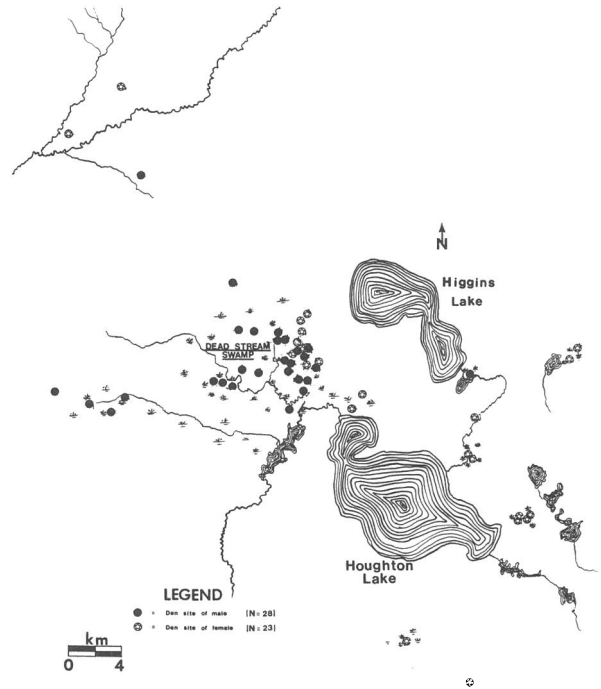 N
Higgins
Lake
DEAD STREAM
SWAMP
Houghton
Lake
LEGEND
= Den site of male (N=28)
= Den site of female (N=23)
km
0 4